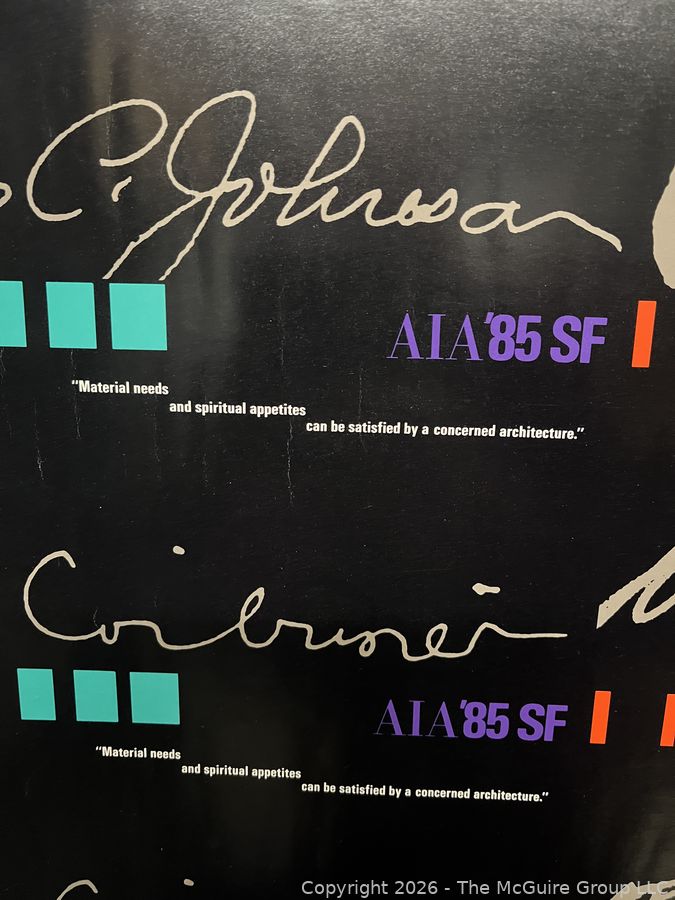 C. Johnson
AIA'85 SF
"Material needs
and spiritual appetites
can be satisfied by a concerned architecture."
AIA'85 SF
"Material needs
and spiritual appetites
can be satisfied by a concerned architecture."
Copyright 2026 - The McGuire Group LLC